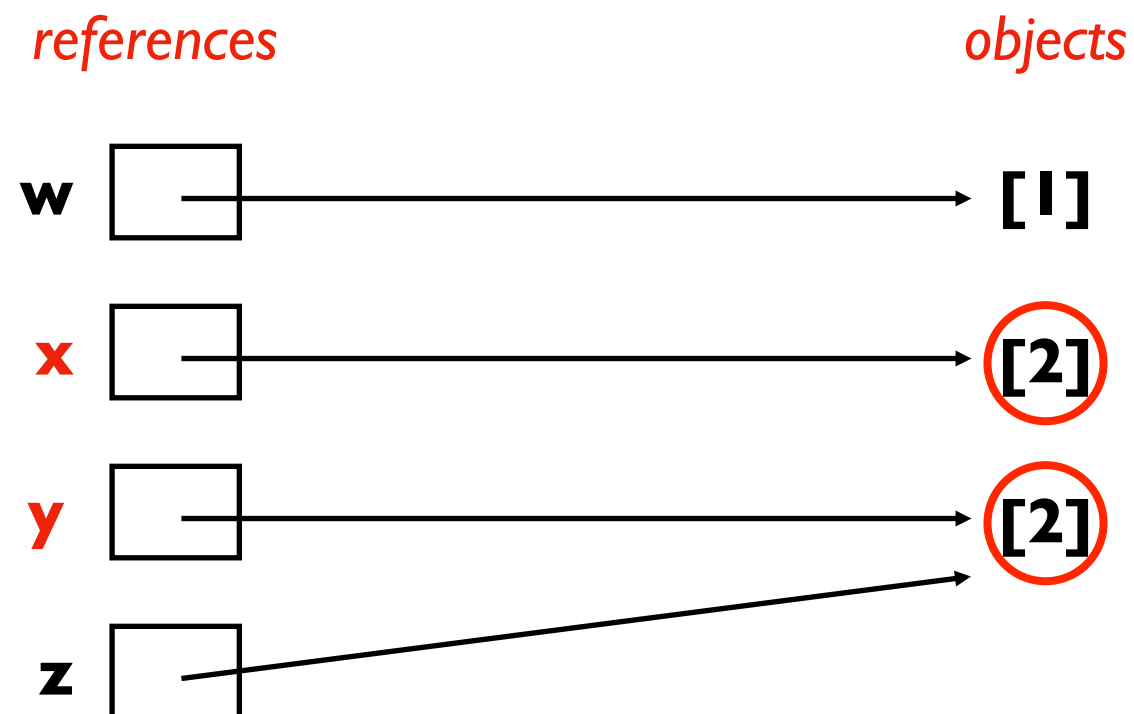 references objects
w [1]
x [2]
y [2]
z